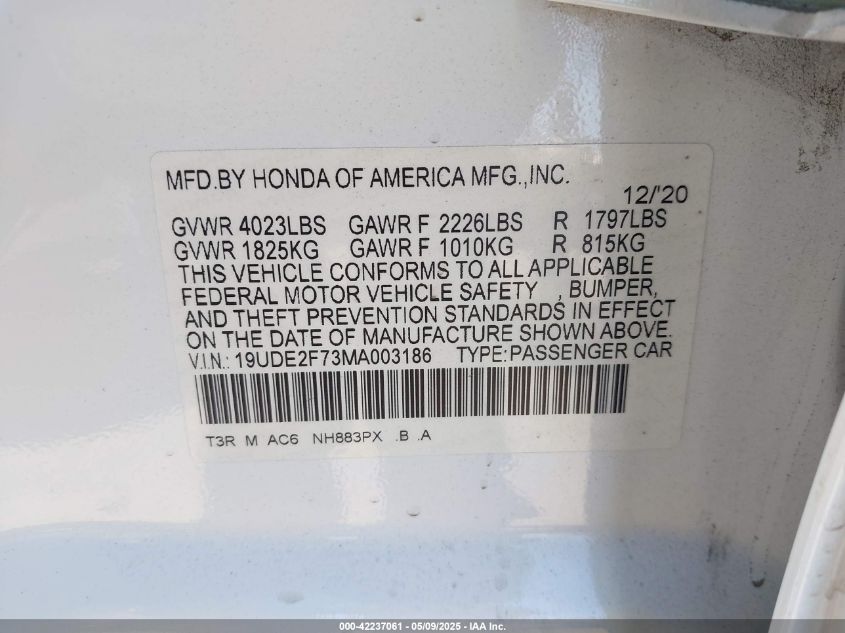 MFD.BY HONDA OF AMERICA MFG.,INC.
12/'20
GVWR 4023LBS GAWR F 2226LBS R 1797LBS
GVWR 1825KG GAWR F 1010KG R 815KG
THIS VEHICLE CONFORMS TO ALL APPLICABLE
FEDERAL MOTOR VEHICLE SAFETY , BUMPER,
AND THEFT PREVENTION STANDARDS IN EFFECT
ON THE DATE OF MANUFACTURE SHOWN ABOVE.
V.I.N.: 19UDE2F73MA003186 TYPE:PASSENGER CAR
T3R M AC6 NH883PX .B .A
000-42237061 | 05/09/2025 - IAA Inc.